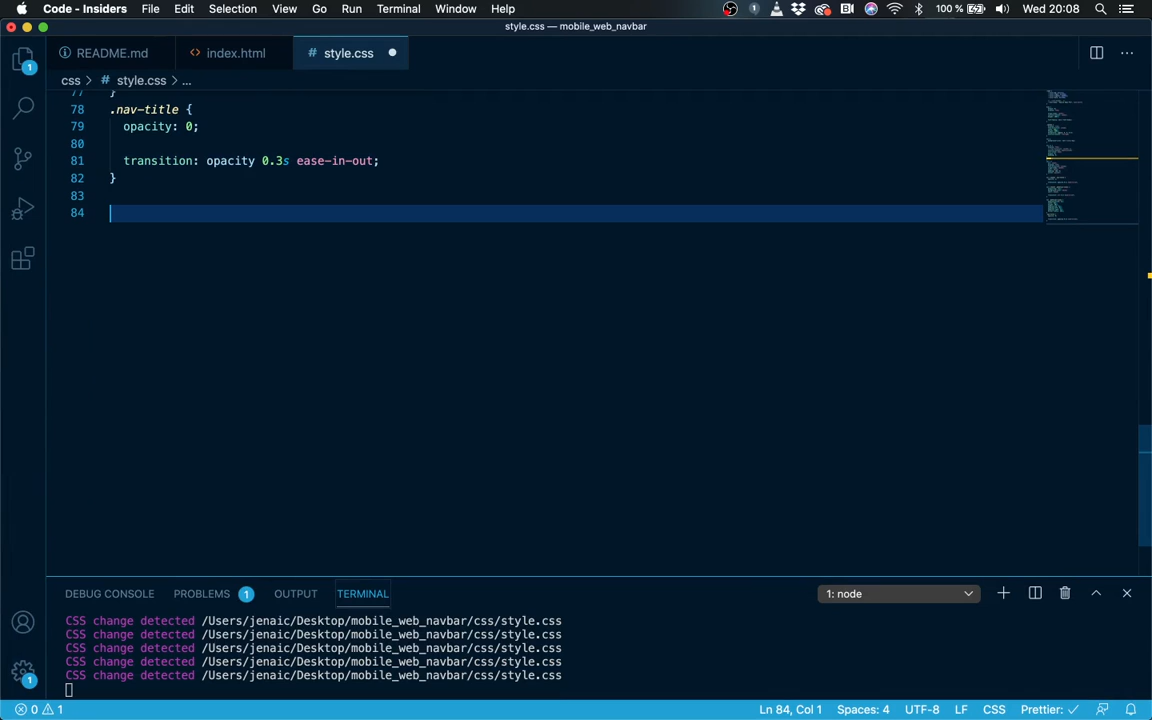 Code - Insiders File Edit Selection View Go Run Terminal Window Help 1 100 % Wed 20:08
style.css — mobile_web_navbar
README.md <> index.html # style.css
css > # style.css > ...
77 }
78 .nav-title {
79 opacity: 0;
80
81 transition: opacity 0.3s ease-in-out;
82 }
83
84
1
1
DEBUG CONSOLE PROBLEMS 1 OUTPUT TERMINAL 1: node
CSS change detected /Users/jenaic/Desktop/mobile_web_navbar/css/style.css
CSS change detected /Users/jenaic/Desktop/mobile_web_navbar/css/style.css
CSS change detected /Users/jenaic/Desktop/mobile_web_navbar/css/style.css
CSS change detected /Users/jenaic/Desktop/mobile_web_navbar/css/style.css
CSS change detected /Users/jenaic/Desktop/mobile_web_navbar/css/style.css
0 1 Ln 84, Col 1 Spaces: 4 UTF-8 LF CSS Prettier: ✓